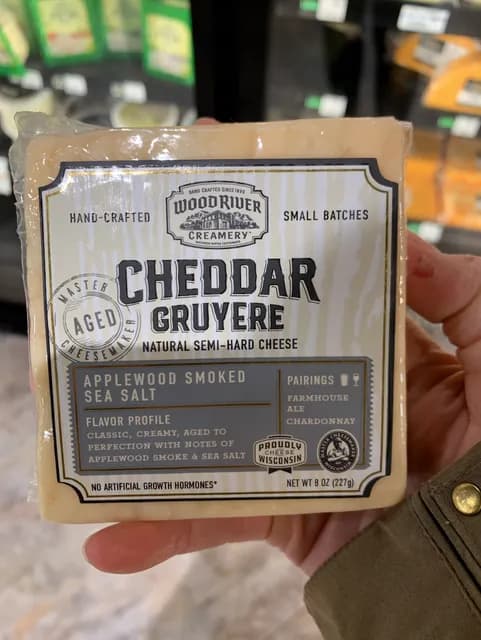 HAND CRAFTED SINCE
WOOD RIVER
CREAMERY
HAND-CRAFTED
SMALL BATCHES
CHEDDAR
GRUYERE
NATURAL SEMI-HARD CHEESE
MASTER
AGED
CHEESEMAKER
APPLEWOOD SMOKED
SEA SALT
FLAVOR PROFILE
CLASSIC, CREAMY, AGED TO
PERFECTION WITH NOTES OF
APPLEWOOD SMOKE & SEA SALT
PAIRINGS
FARMHOUSE
ALE
CHARDONNAY
PROUDLY
CHEESE
WISCONSIN
NO ARTIFICIAL GROWTH HORMONES*
NET WT 8 OZ (227g)